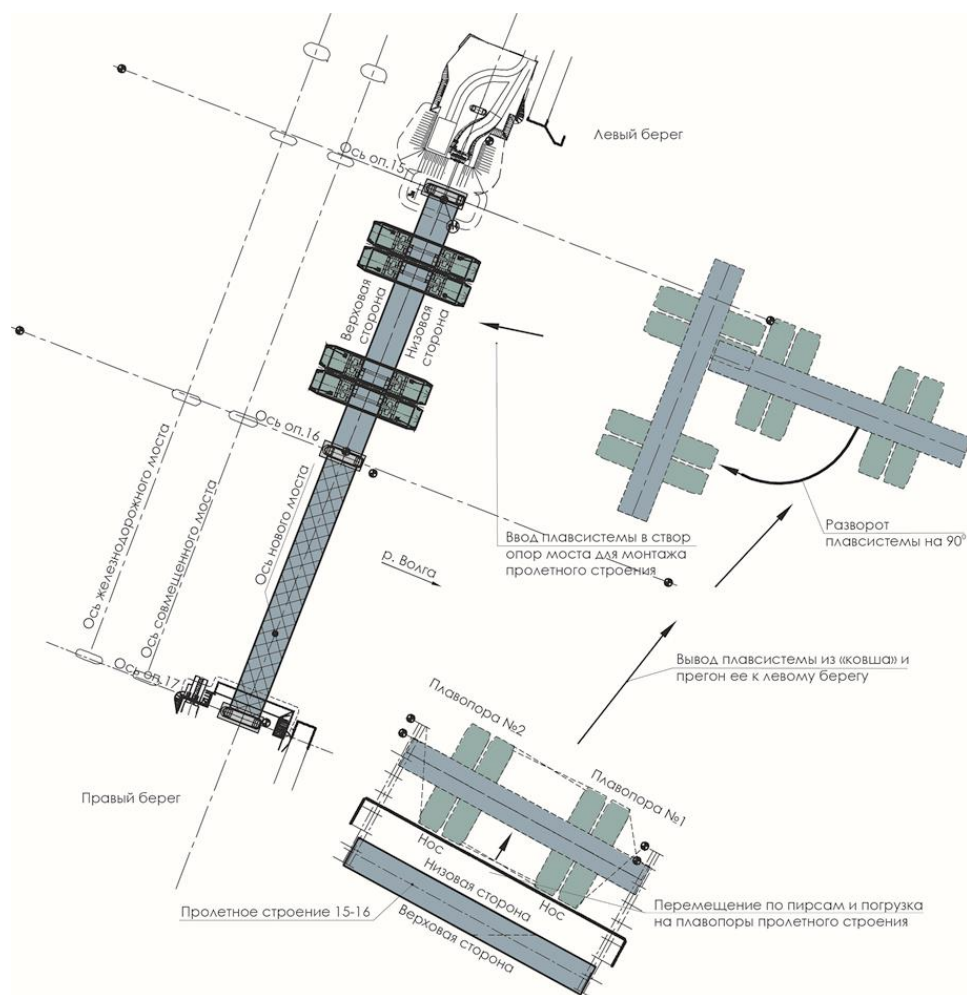 Левый берег
Ось оп.15
Верховая
сторона
Низовая
сторона
Ось оп.16
Ось железнодорожного моста
Ось совмещенного моста
Ось нового моста
Ввод плавсистемы в створ
опор моста для монтажа
пролетного строения
р. Волга
Разворот
плавсистемы на 90°
Вывод плавсистемы из «ковша» и
прегон ее к левому берегу
Ось оп.17
Правый берег
Плавопора №2
Плавопора №1
Нос
Низовая сторона
Нос
Верховая сторона
Пролетное строение 15-16
Перемещение по пирсам и погрузка
на плавопоры пролетного строения